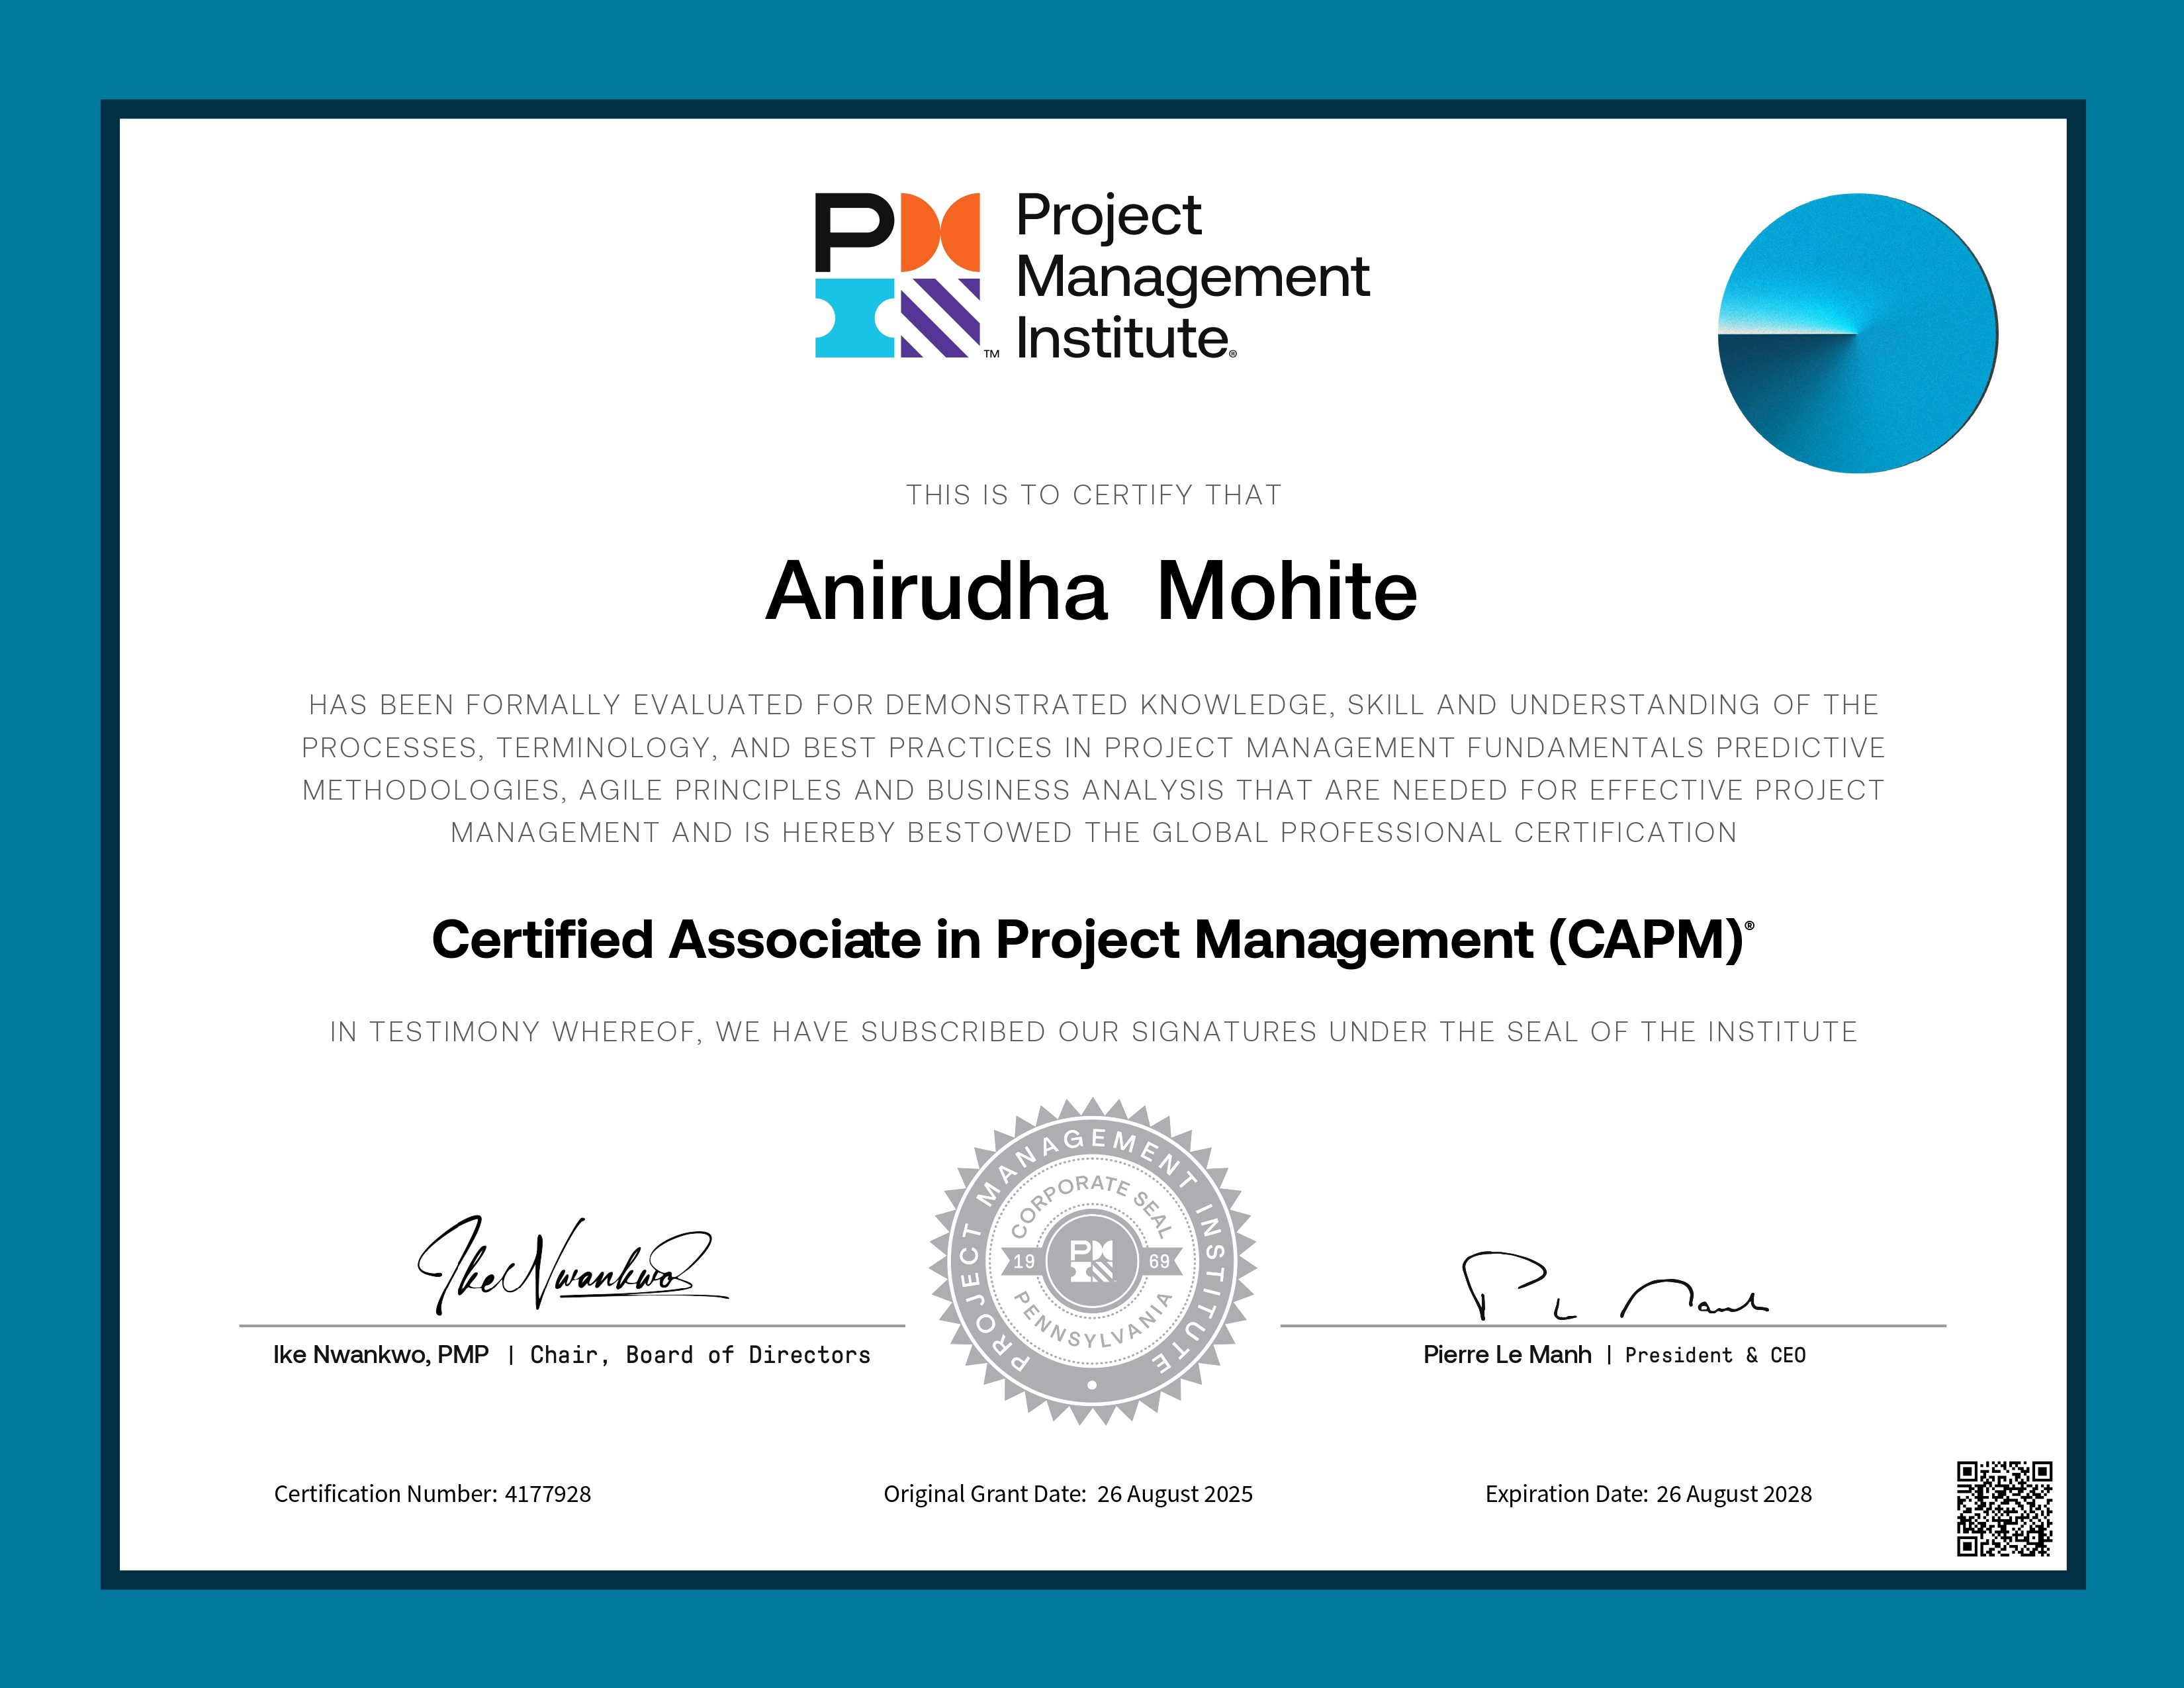 PMI™
Project
Management
Institute®
THIS IS TO CERTIFY THAT
Anirudha Mohite
HAS BEEN FORMALLY EVALUATED FOR DEMONSTRATED KNOWLEDGE, SKILL AND UNDERSTANDING OF THE
PROCESSES, TERMINOLOGY, AND BEST PRACTICES IN PROJECT MANAGEMENT FUNDAMENTALS PREDICTIVE
METHODOLOGIES, AGILE PRINCIPLES AND BUSINESS ANALYSIS THAT ARE NEEDED FOR EFFECTIVE PROJECT
MANAGEMENT AND IS HEREBY BESTOWED THE GLOBAL PROFESSIONAL CERTIFICATION
Certified Associate in Project Management (CAPM)®
IN TESTIMONY WHEREOF, WE HAVE SUBSCRIBED OUR SIGNATURES UNDER THE SEAL OF THE INSTITUTE
Ike Nwankwo
PROJECT MANAGEMENT INSTITUTE
CORPORATE SEAL
19 PMI 69
PENNSYLVANIA
P Le Manh
Ike Nwankwo, PMP | Chair, Board of Directors
Pierre Le Manh | President & CEO
Certification Number: 4177928
Original Grant Date: 26 August 2025
Expiration Date: 26 August 2028